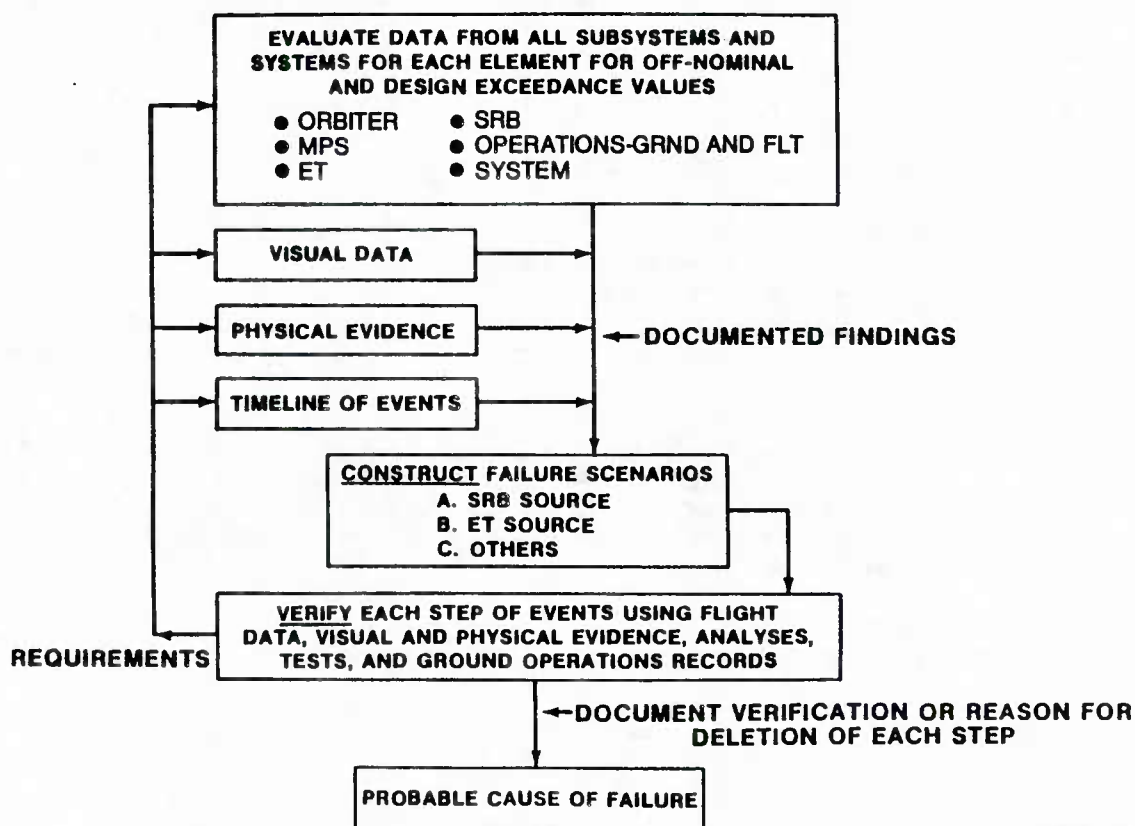 EVALUATE DATA FROM ALL SUBSYSTEMS AND
SYSTEMS FOR EACH ELEMENT FOR OFF-NOMINAL
AND DESIGN EXCEEDANCE VALUES
● ORBITER
● MPS
● ET
● SRB
● OPERATIONS-GRND AND FLT
● SYSTEM
VISUAL DATA
PHYSICAL EVIDENCE
DOCUMENTED FINDINGS
TIMELINE OF EVENTS
CONSTRUCT FAILURE SCENARIOS
A. SRB SOURCE
B. ET SOURCE
C. OTHERS
VERIFY EACH STEP OF EVENTS USING FLIGHT
DATA, VISUAL AND PHYSICAL EVIDENCE, ANALYSES,
TESTS, AND GROUND OPERATIONS RECORDS
REQUIREMENTS
DOCUMENT VERIFICATION OR REASON FOR
DELETION OF EACH STEP
PROBABLE CAUSE OF FAILURE